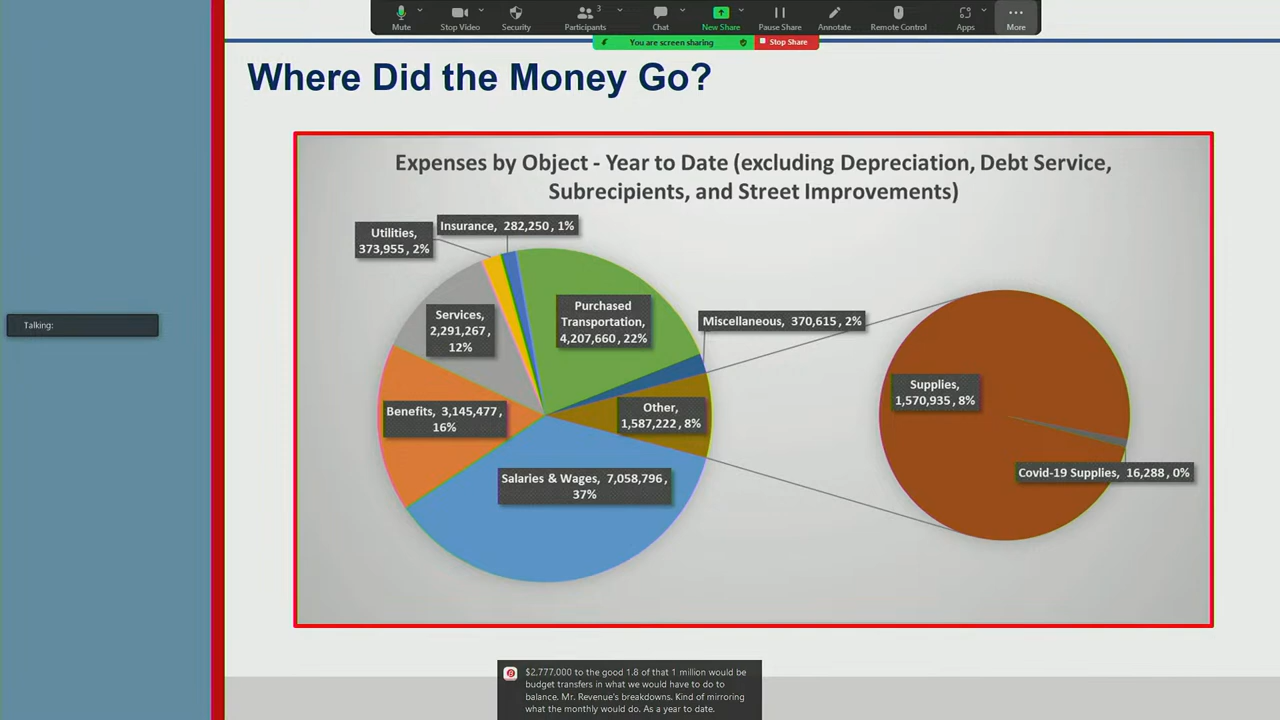 Mute
Stop Video
Security
Participants
3
Chat
New Share
Pause Share
Annotate
Remote Control
Apps
More
You are screen sharing
Stop Share
Where Did the Money Go?
Expenses by Object - Year to Date (excluding Depreciation, Debt Service,
Subrecipients, and Street Improvements)
Utilities,
373,955 , 2%
Insurance, 282,250 , 1%
Services,
2,291,267 ,
12%
Purchased
Transportation,
4,207,660 , 22%
Miscellaneous, 370,615 , 2%
Benefits, 3,145,477 ,
16%
Other,
1,587,222 , 8%
Salaries & Wages, 7,058,796 ,
37%
Supplies,
1,570,935 , 8%
Covid-19 Supplies, 16,288 , 0%
Talking:
$2,777,000 to the good 1.8 of that 1 million would be
budget transfers in what we would have to do to
balance. Mr. Revenue's breakdowns. Kind of mirroring
what the monthly would do. As a year to date.